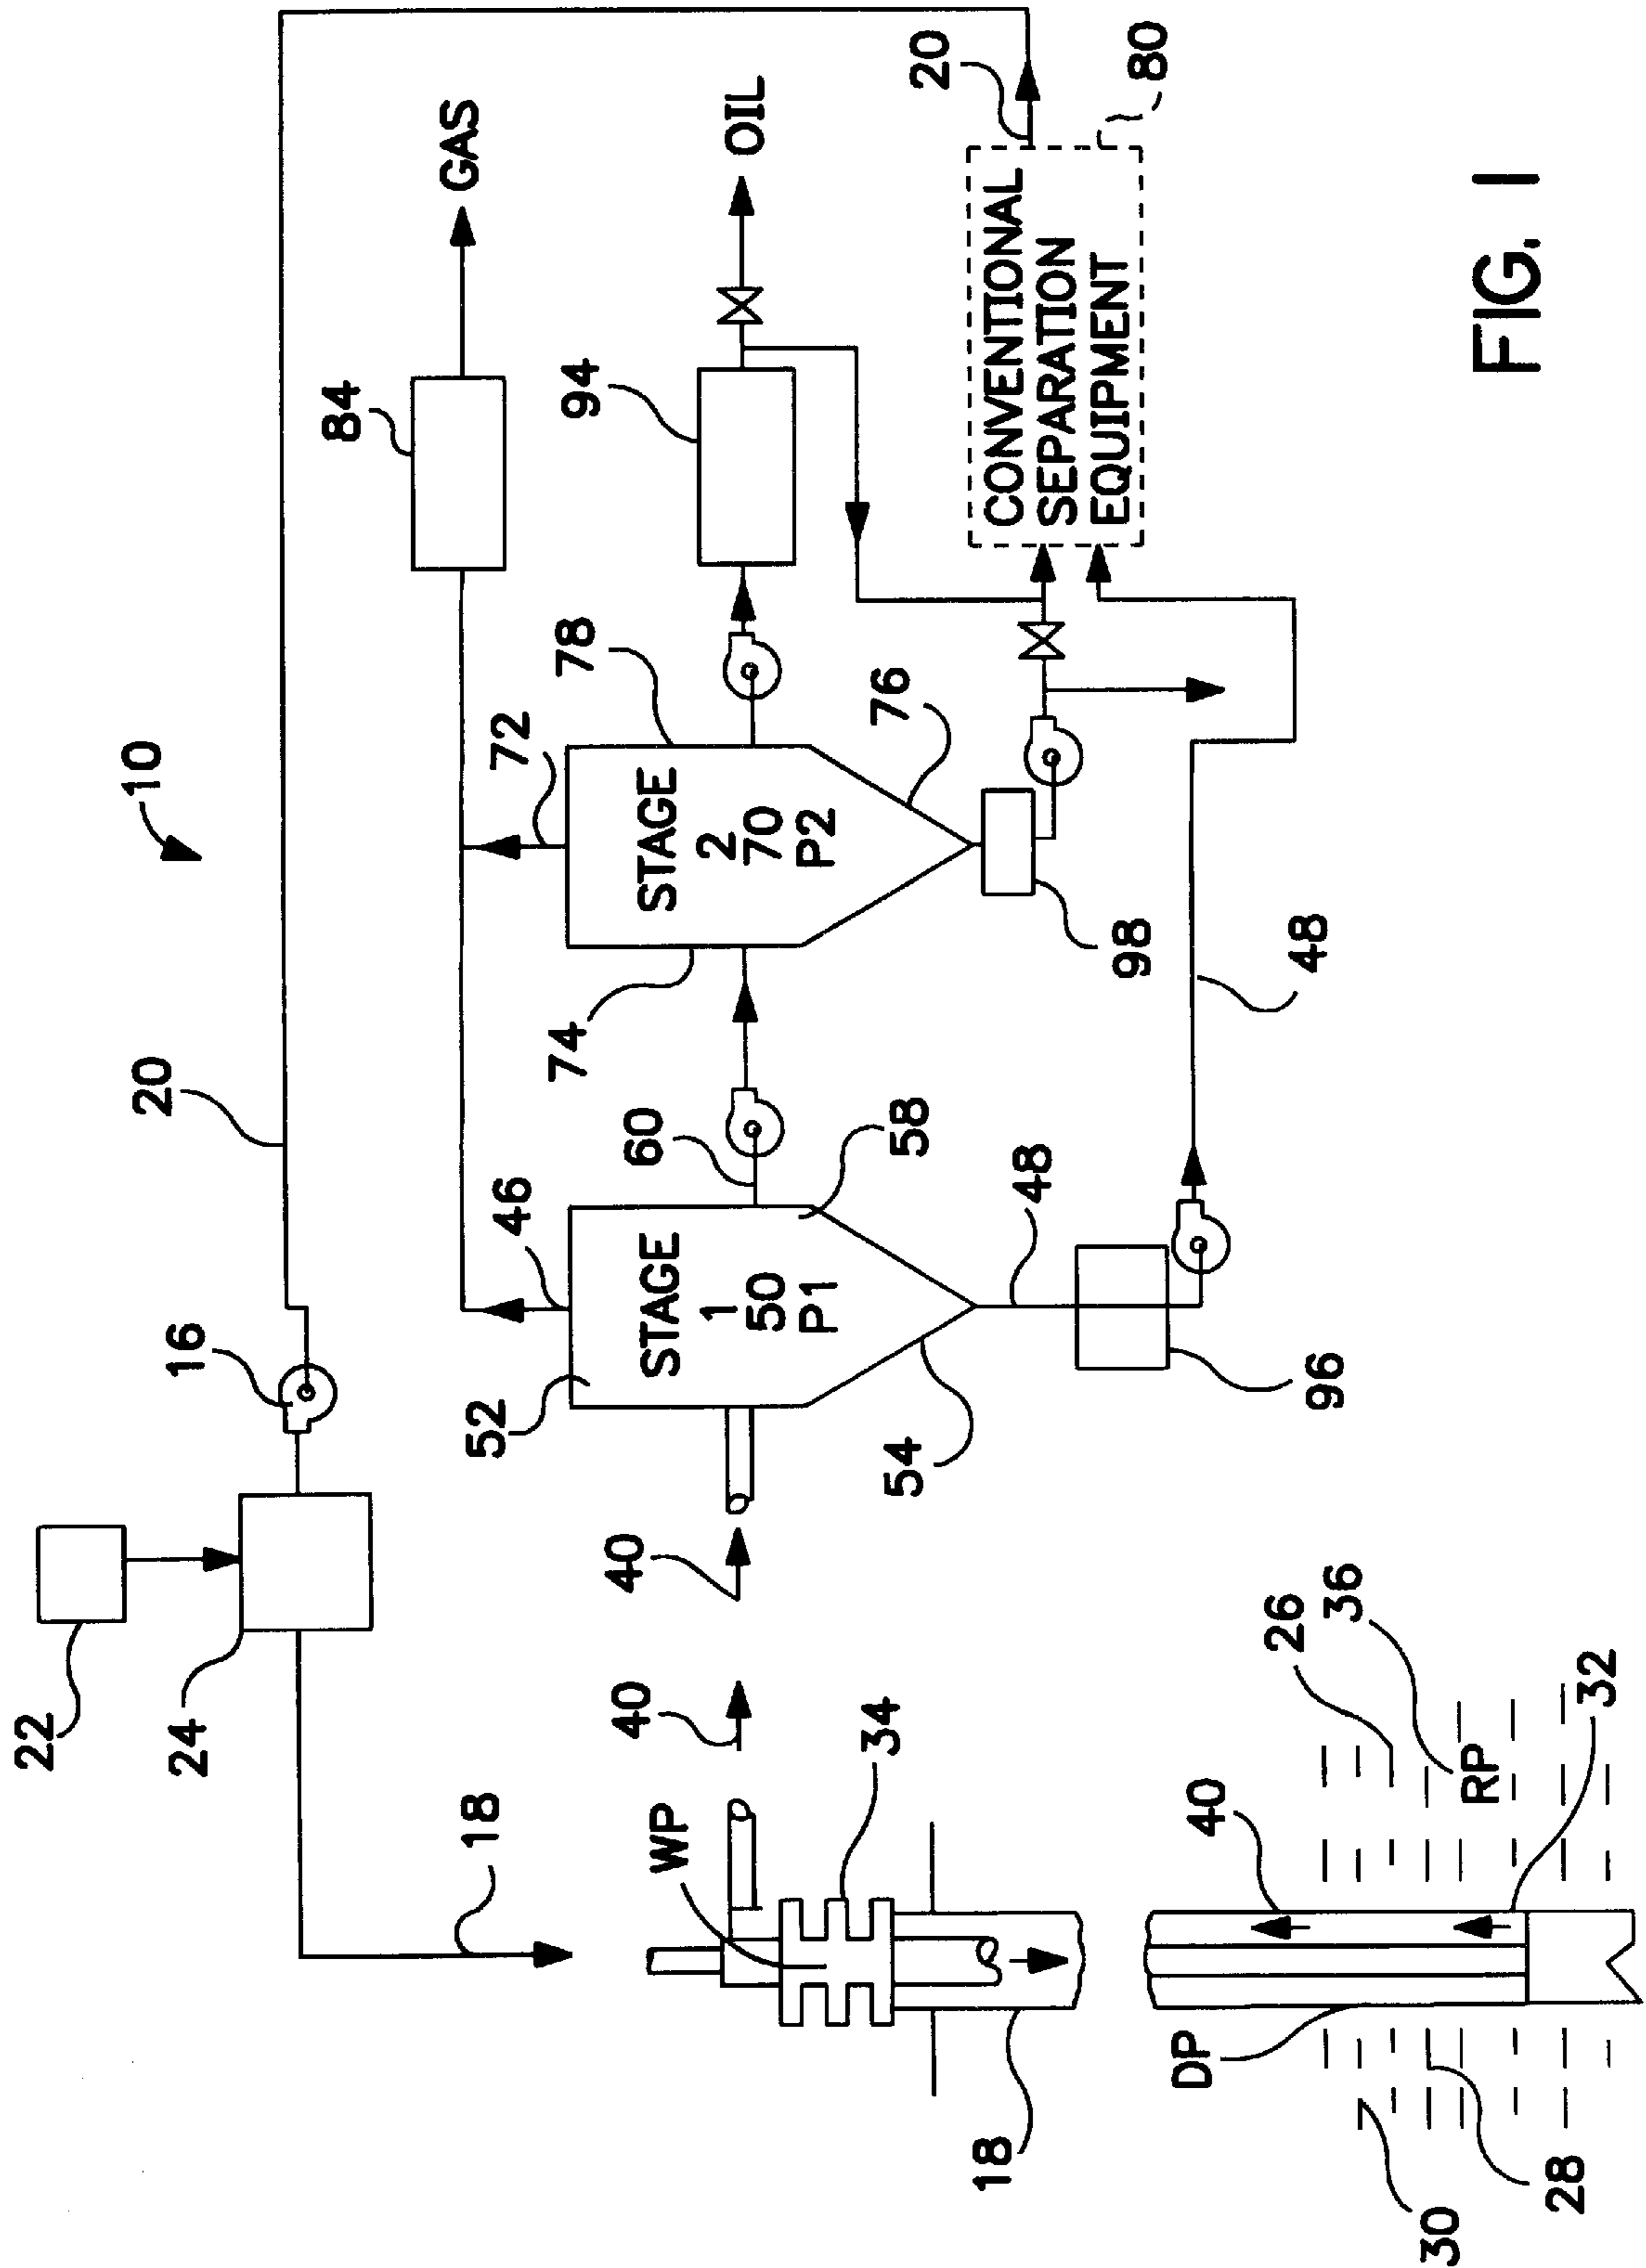 10
22
24
16
20
84
GAS
18
46
72
78
94
OIL
52
STAGE
1
50
P1
60
58
54
74
STAGE
2
70
P2
76
98
48
96
48
CONVENTIONAL
SEPARATION
EQUIPMENT
20
80
WP
34
40
40
18
DP
40
26
36
RP
32
28
30
FIG. 1